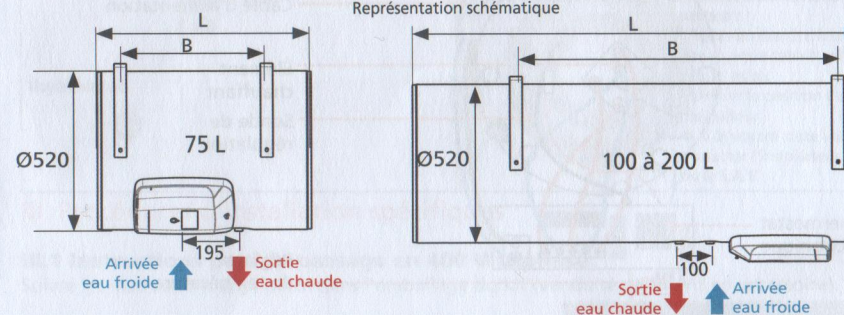 Représentation schématique
L
B
Ø520
75 L
195
Arrivée
eau froide
Sortie
eau chaude
L
B
Ø520
100 à 200 L
100
Sortie
eau chaude
Arrivée
eau froide